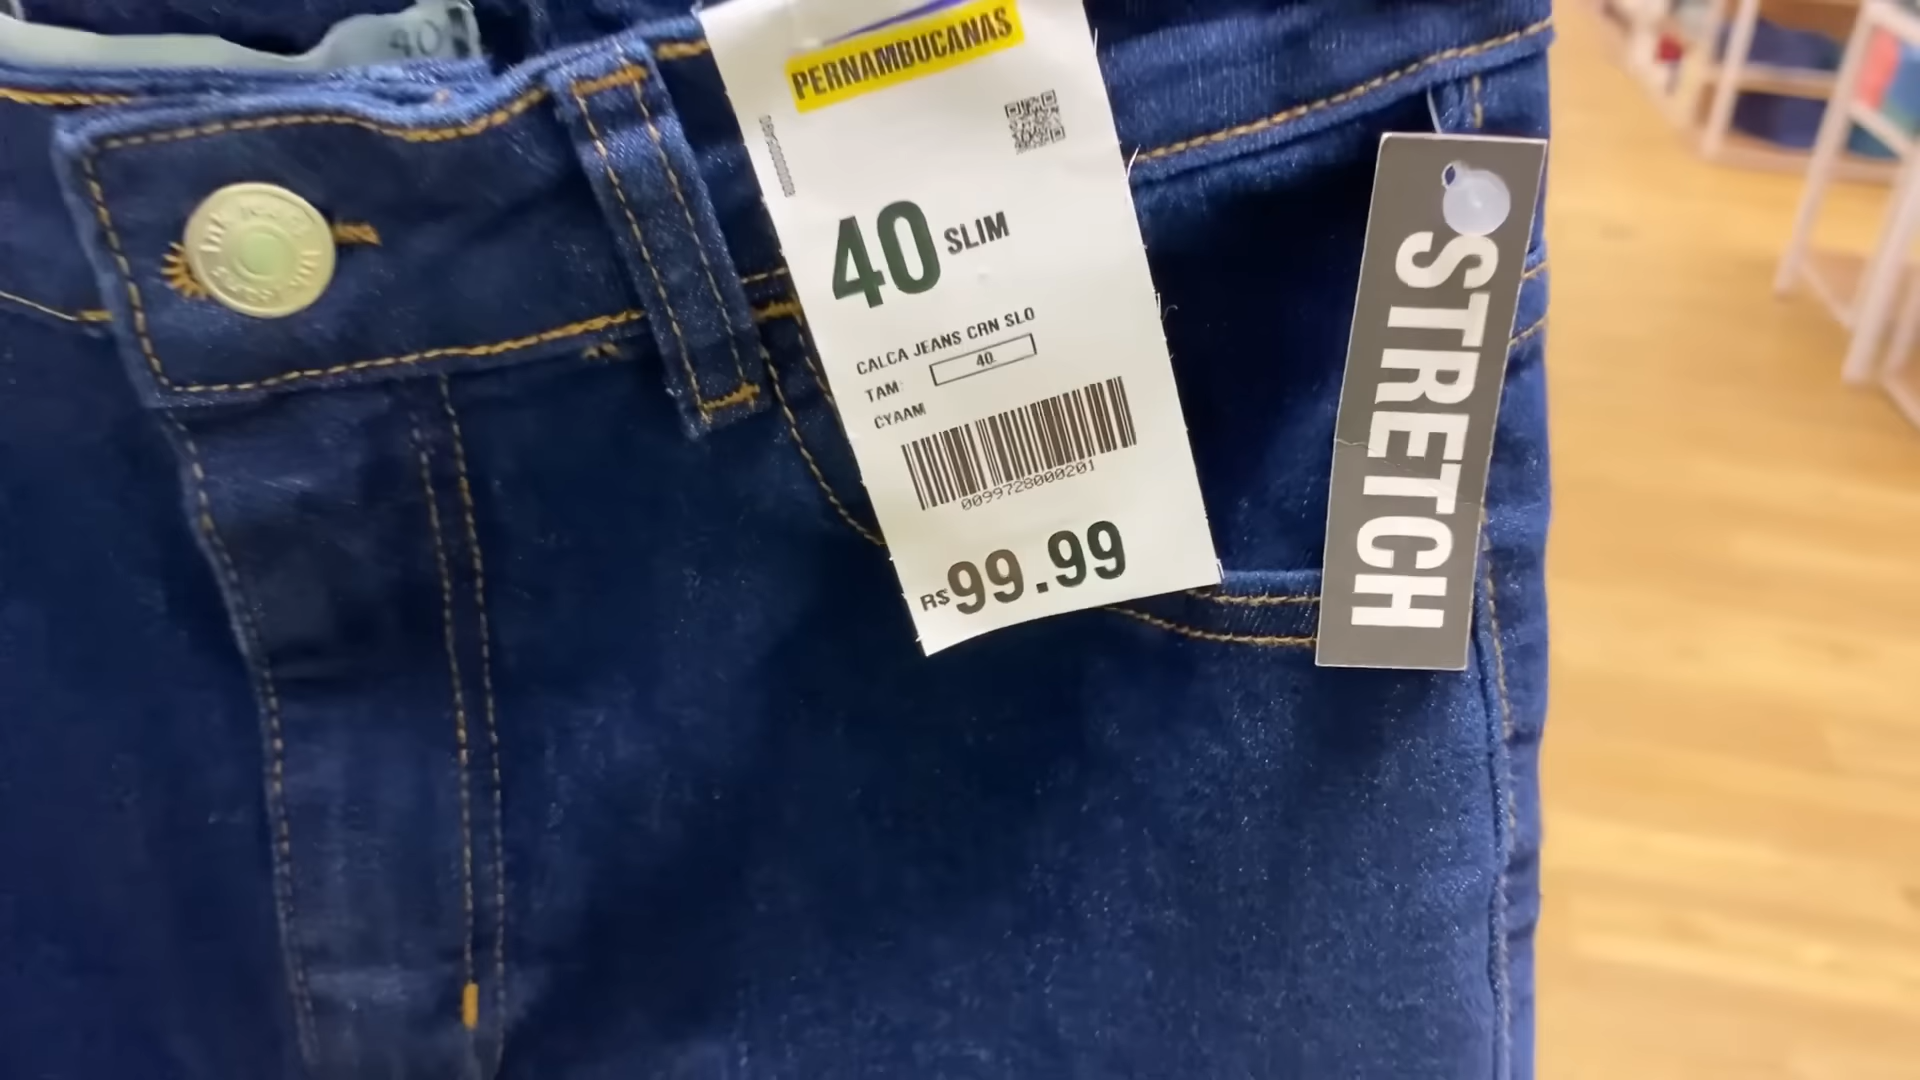 40
PERNAMBUCANAS
40 SLIM
CALCA JEANS CRN SLO
TAM: 40
CYAAM
0099728000201
R$99.99
STRETCH